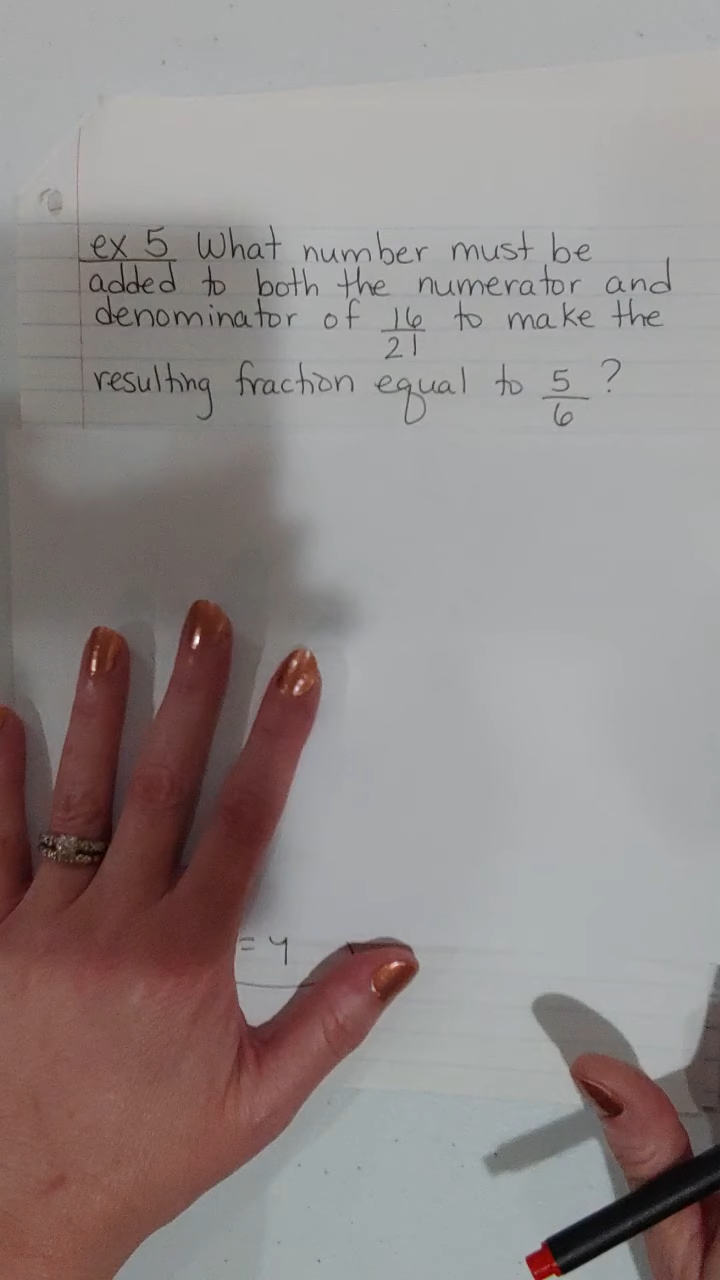 ex 5 What number must be
added to both the numerator and
denominator of 16/21 to make the
resulting fraction equal to 5/6 ?
= 4